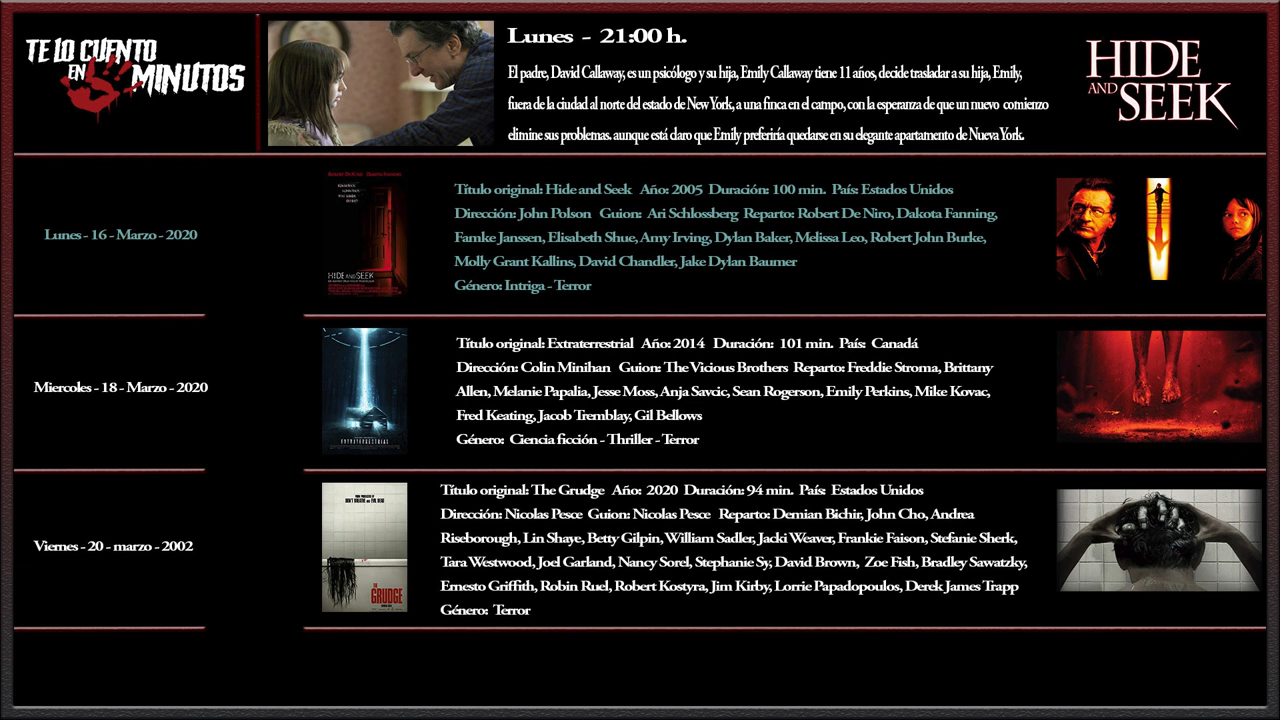 TE LO CUENTO
EN 5 MINUTOS
Lunes - 21:00 h.
El padre, David Callaway, es un psicólogo y su hija, Emily Callaway tiene 11 años, decide trasladar a su hija, Emily,
fuera de la ciudad al norte del estado de New York, a una finca en el campo, con la esperanza de que un nuevo comienzo
elimine sus problemas. aunque está claro que Emily preferiría quedarse en su elegante apartamento de Nueva York.
HIDE
AND SEEK
Lunes - 16 - Marzo - 2020
HIDE AND SEEK
Título original: Hide and Seek Año: 2005 Duración: 100 min. País: Estados Unidos
Dirección: John Polson Guion: Ari Schlosberg Reparto: Robert De Niro, Dakota Fanning,
Famke Janssen, Elisabeth Shue, Amy Irving, Dylan Baker, Melissa Leo, Robert John Burke,
Molly Grant Kallins, David Chandler, Jake Dylan Baumer
Género: Intriga - Terror
Miercoles - 18 - Marzo - 2020
EXTRATERRESTRIAL
Título original: Extraterrestrial Año: 2014 Duración: 101 min. País: Canadá
Dirección: Colin Minihan Guion: The Vicious Brothers Reparto: Freddie Stroma, Brittany
Allen, Melanie Papalia, Jesse Moss, Anja Savcic, Sean Rogerson, Emily Perkins, Mike Kovac,
Fred Keating, Jacob Tremblay, Gil Bellows
Género: Ciencia ficción - Thriller - Terror
Viernes - 20 - marzo - 2002
THE GRUDGE
Título original: The Grudge Año: 2020 Duración: 94 min. País: Estados Unidos
Dirección: Nicolas Pesce Guion: Nicolas Pesce Reparto: Demian Bichir, John Cho, Andrea
Riseborough, Lin Shaye, Betty Gilpin, William Sadler, Jacki Weaver, Frankie Faison, Stefanie Sherk,
Tara Westwood, Joel Marsh Garland, Nancy Sorel, Stephanie Sy, David Brown, Zoe Fish, Bradley Sawatzky,
Ernesto Griffith, Robin Ruel, Robert Kostyra, Jim Kirby, Lorrie Papadopoulos, Derek James Trapp
Género: Terror